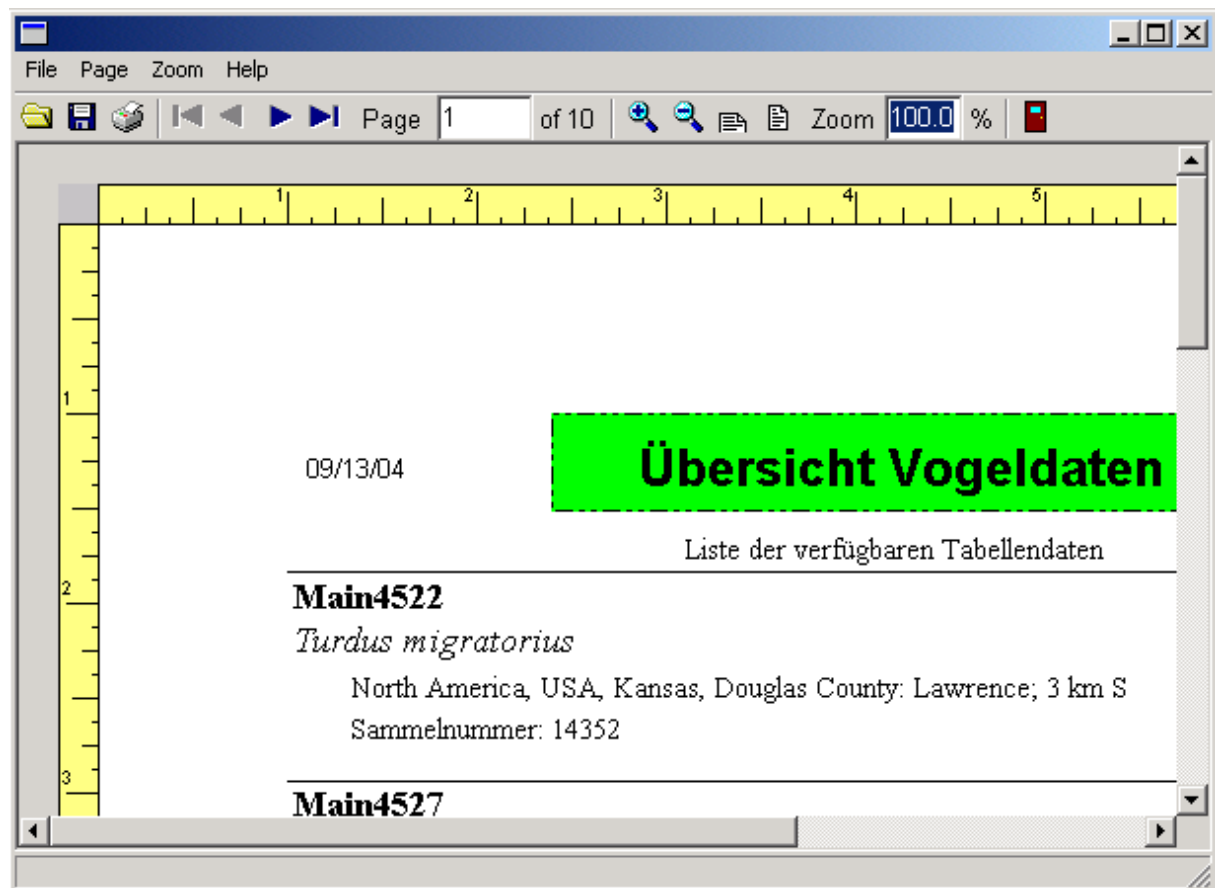 File Page Zoom Help
Page 1 of 10 Zoom 100.0 %
1 2 3 4 5
1
09/13/04 Übersicht Vogeldaten
Liste der verfügbaren Tabellendaten
2
Main4522
Turdus migratorius
North America, USA, Kansas, Douglas County: Lawrence; 3 km S
Sammelnummer: 14352
3
Main4527